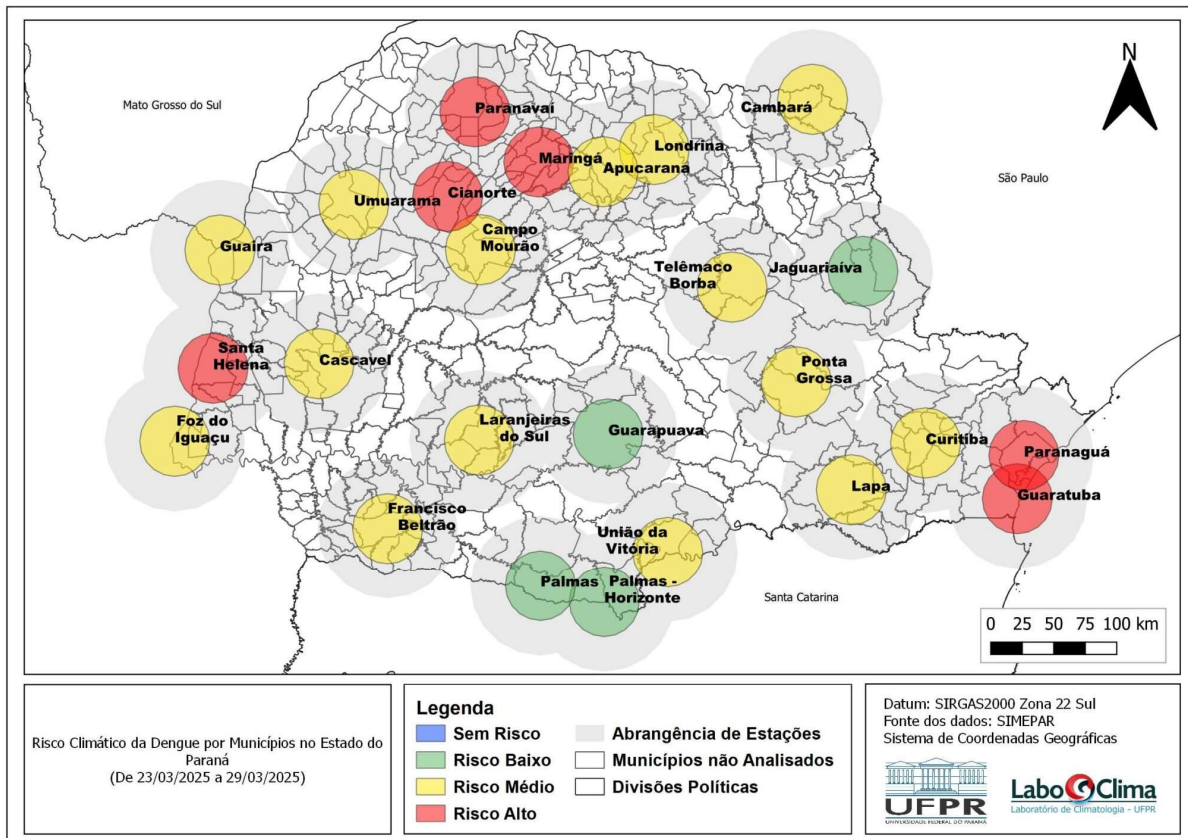 Mato Grosso do Sul
N
São Paulo
Paranavaí
Cambará
Maringá
Londrina
Apucarana
Cianorte
Umuarama
Campo
Mourão
Guaira
Telêmaco
Borba
Jaguariaíva
Santa
Helena
Cascavel
Ponta
Grossa
Foz do
Iguaçu
Laranjeiras
do Sul
Guarapuava
Curitiba
Paranaguá
Lapa
Guaratuba
Francisco
Beltrão
União da
Vitória
Palmas
Palmas -
Horizonte
Santa Catarina
0 25 50 75 100 km
Risco Climático da Dengue por Municípios no Estado do
Paraná
(De 23/03/2025 a 29/03/2025)
Legenda
Sem Risco
Risco Baixo
Risco Médio
Risco Alto
Abrangência de Estações
Municípios não Analisados
Divisões Políticas
Datum: SIRGAS2000 Zona 22 Sul
Fonte dos dados: SIMEPAR
Sistema de Coordenadas Geográficas
UFPR
UNIVERSIDADE FEDERAL DO PARANÁ
LaboClima
Laboratório de Climatologia - UFPR